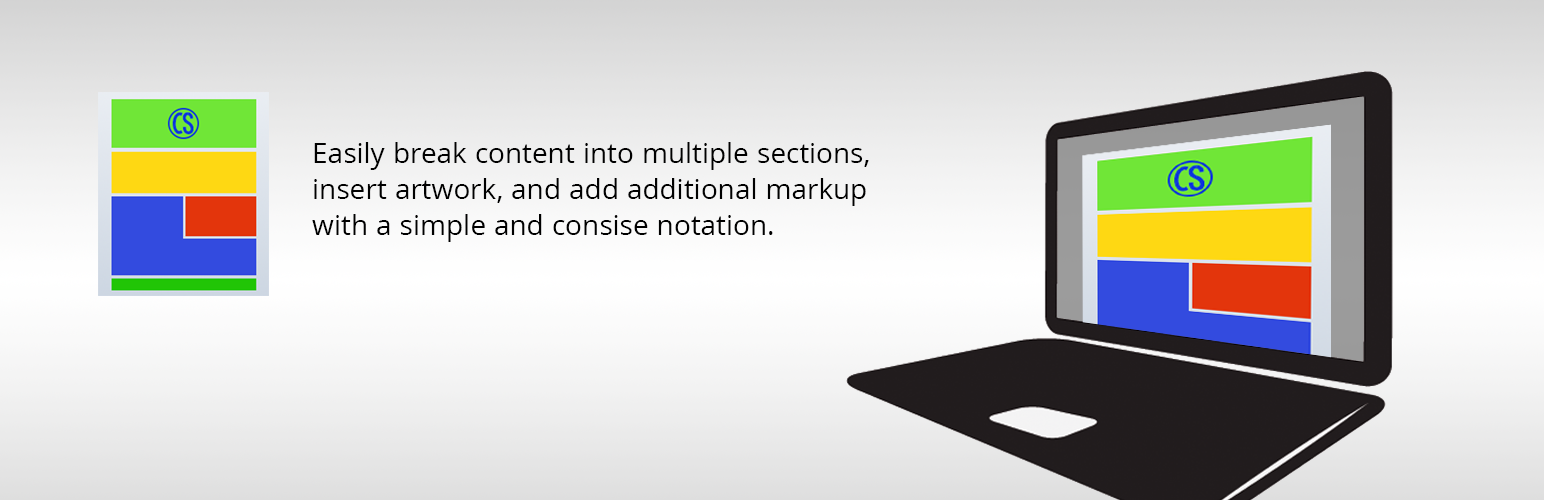 CS
Easily break content into multiple sections,
insert artwork, and add additional markup
with a simple and consise notation.
CS